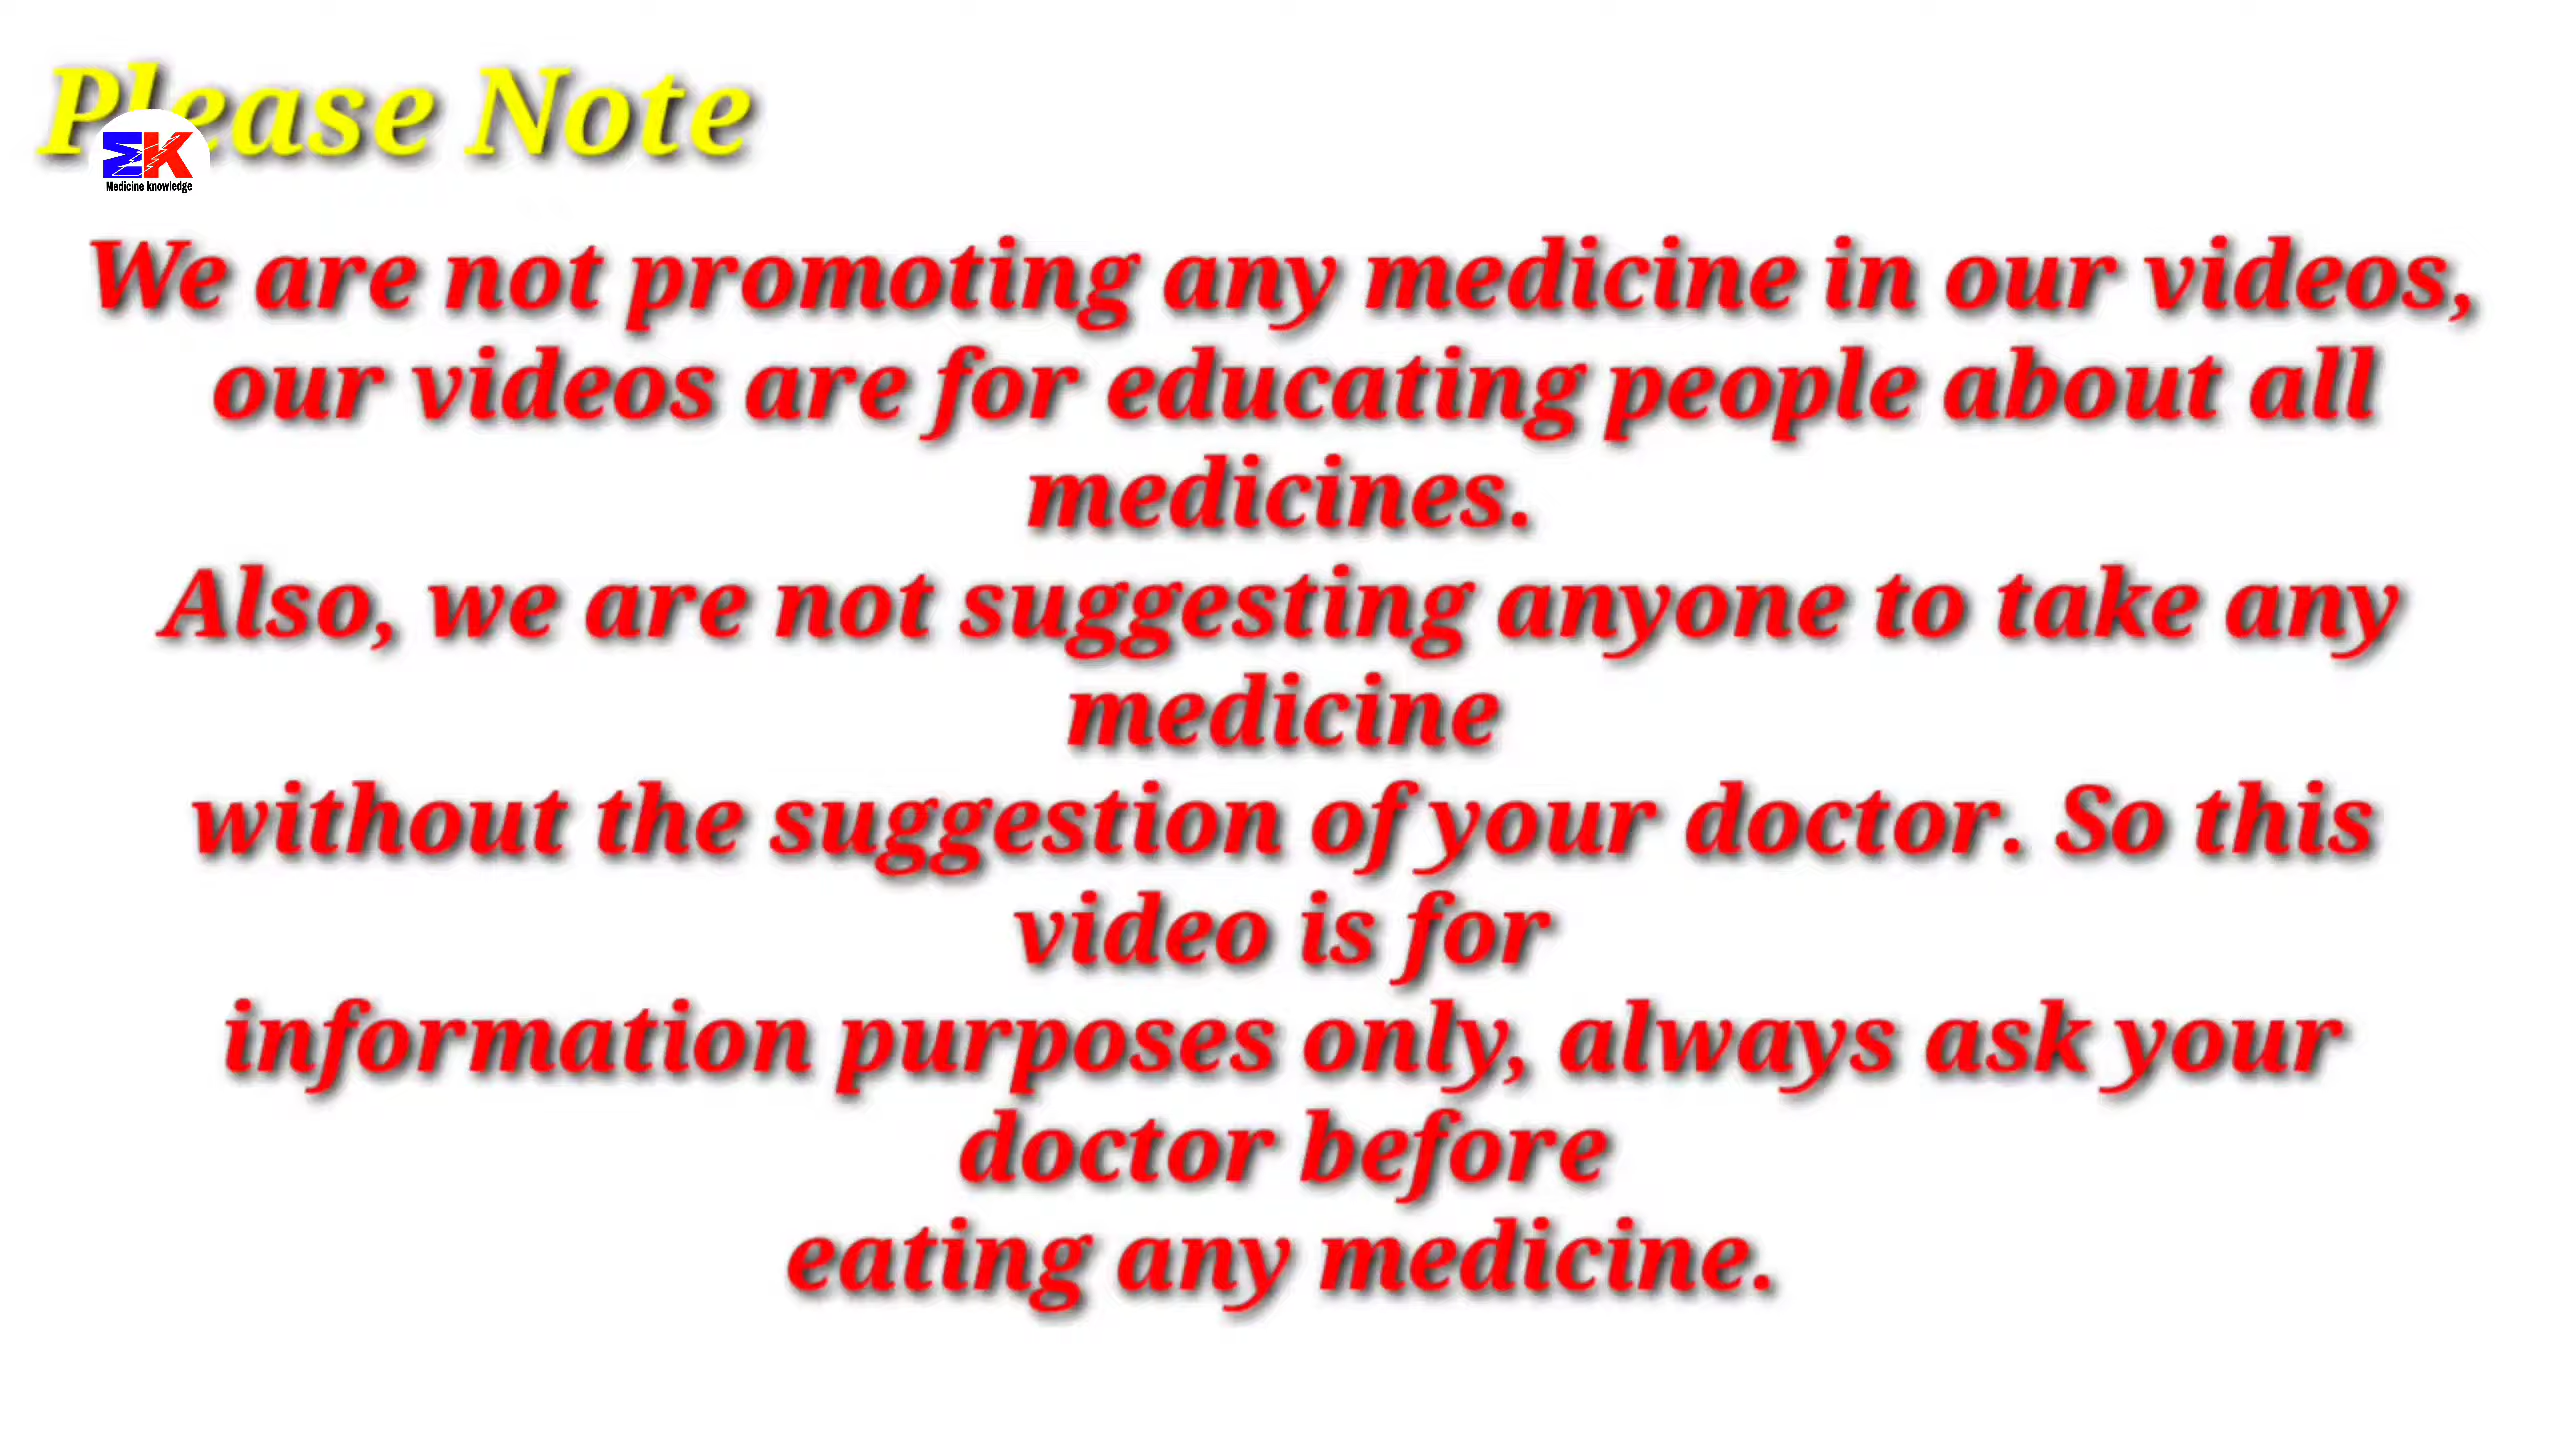 Please Note
MK
Medicine knowledge
We are not promoting any medicine in our videos,
our videos are for educating people about all
medicines.
Also, we are not suggesting anyone to take any
medicine
without the suggestion of your doctor. So this
video is for
information purposes only, always ask your
doctor before
eating any medicine.